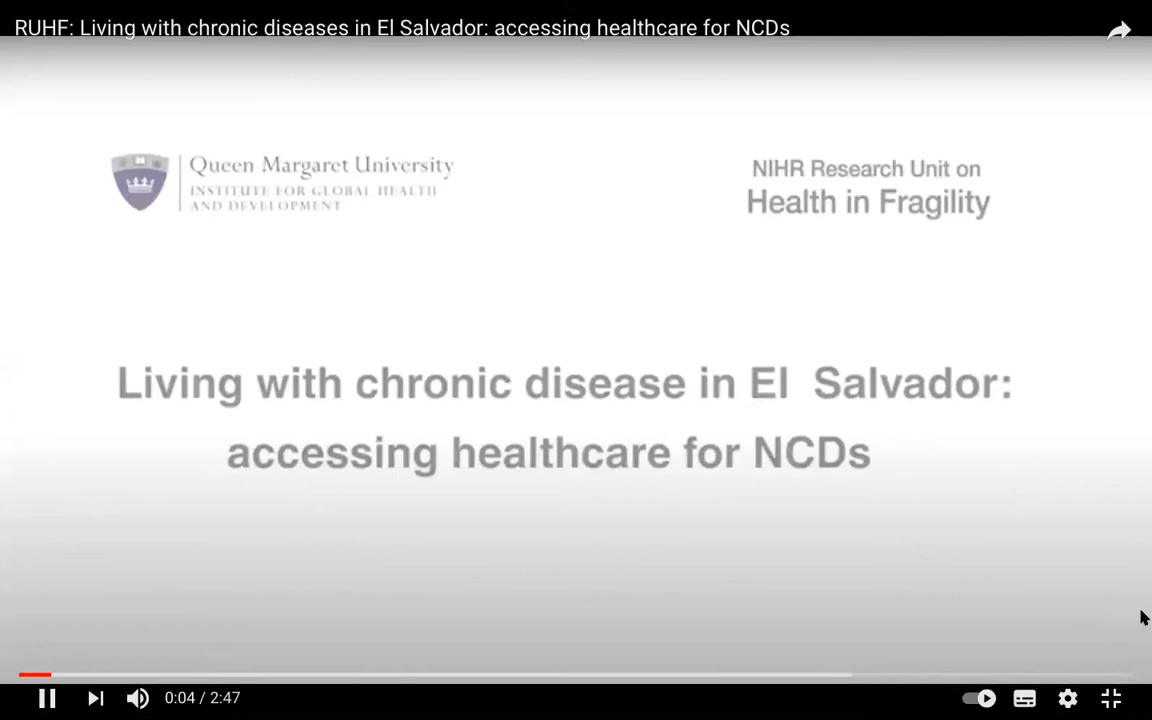 RUHF: Living with chronic diseases in El Salvador: accessing healthcare for NCDs
Queen Margaret University
INSTITUTE FOR GLOBAL HEALTH
AND DEVELOPMENT
NIHR Research Unit on
Health in Fragility
Living with chronic disease in El Salvador:
accessing healthcare for NCDs
0:04 / 2:47